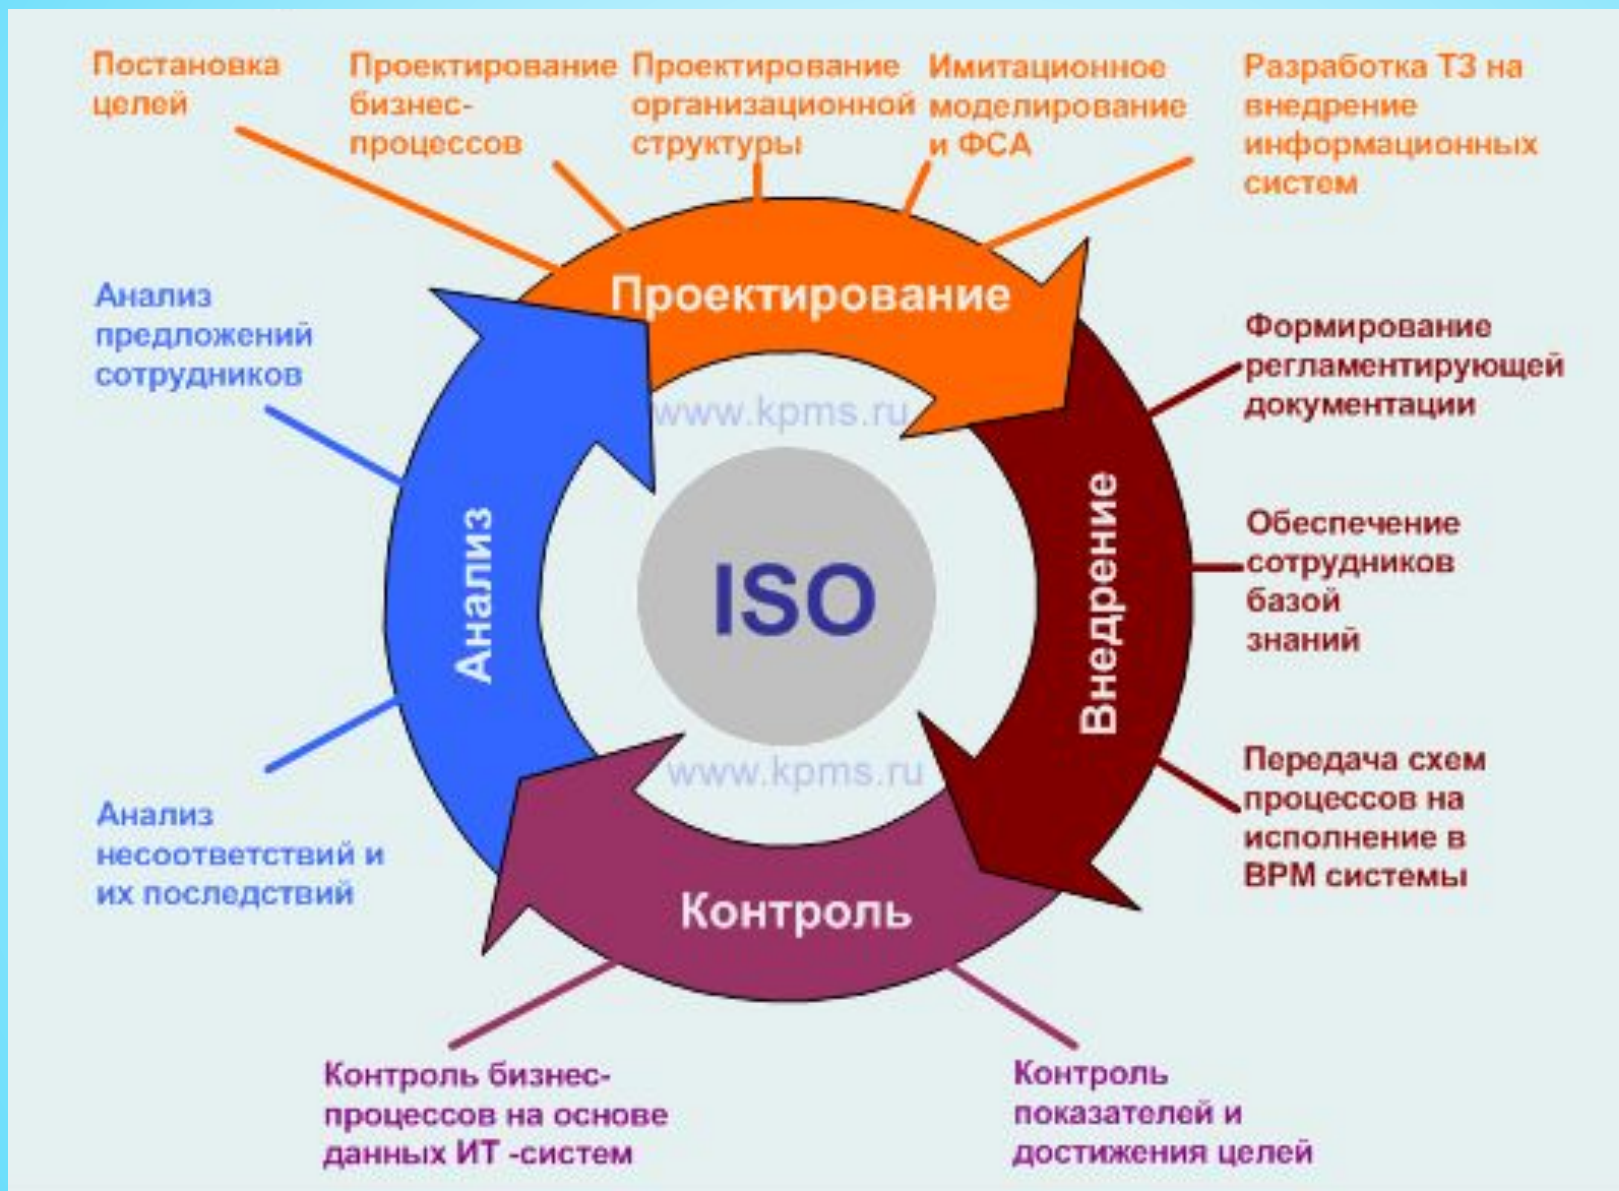 Постановка
целей
Проектирование
бизнес-
процессов
Проектирование
организационной
структуры
Имитационное
моделирование
и ФСА
Разработка ТЗ на
внедрение
информационных
систем
Проектирование
Анализ
предложений
сотрудников
Формирование
регламентирующей
документации
www.kpms.ru
Анализ
ISO
Внедрение
Обеспечение
сотрудников
базой
знаний
www.kpms.ru
Передача схем
процессов на
исполнение в
BPM системы
Анализ
несоответствий и
их последствий
Контроль
Контроль бизнес-
процессов на основе
данных ИТ -систем
Контроль
показателей и
достижения целей